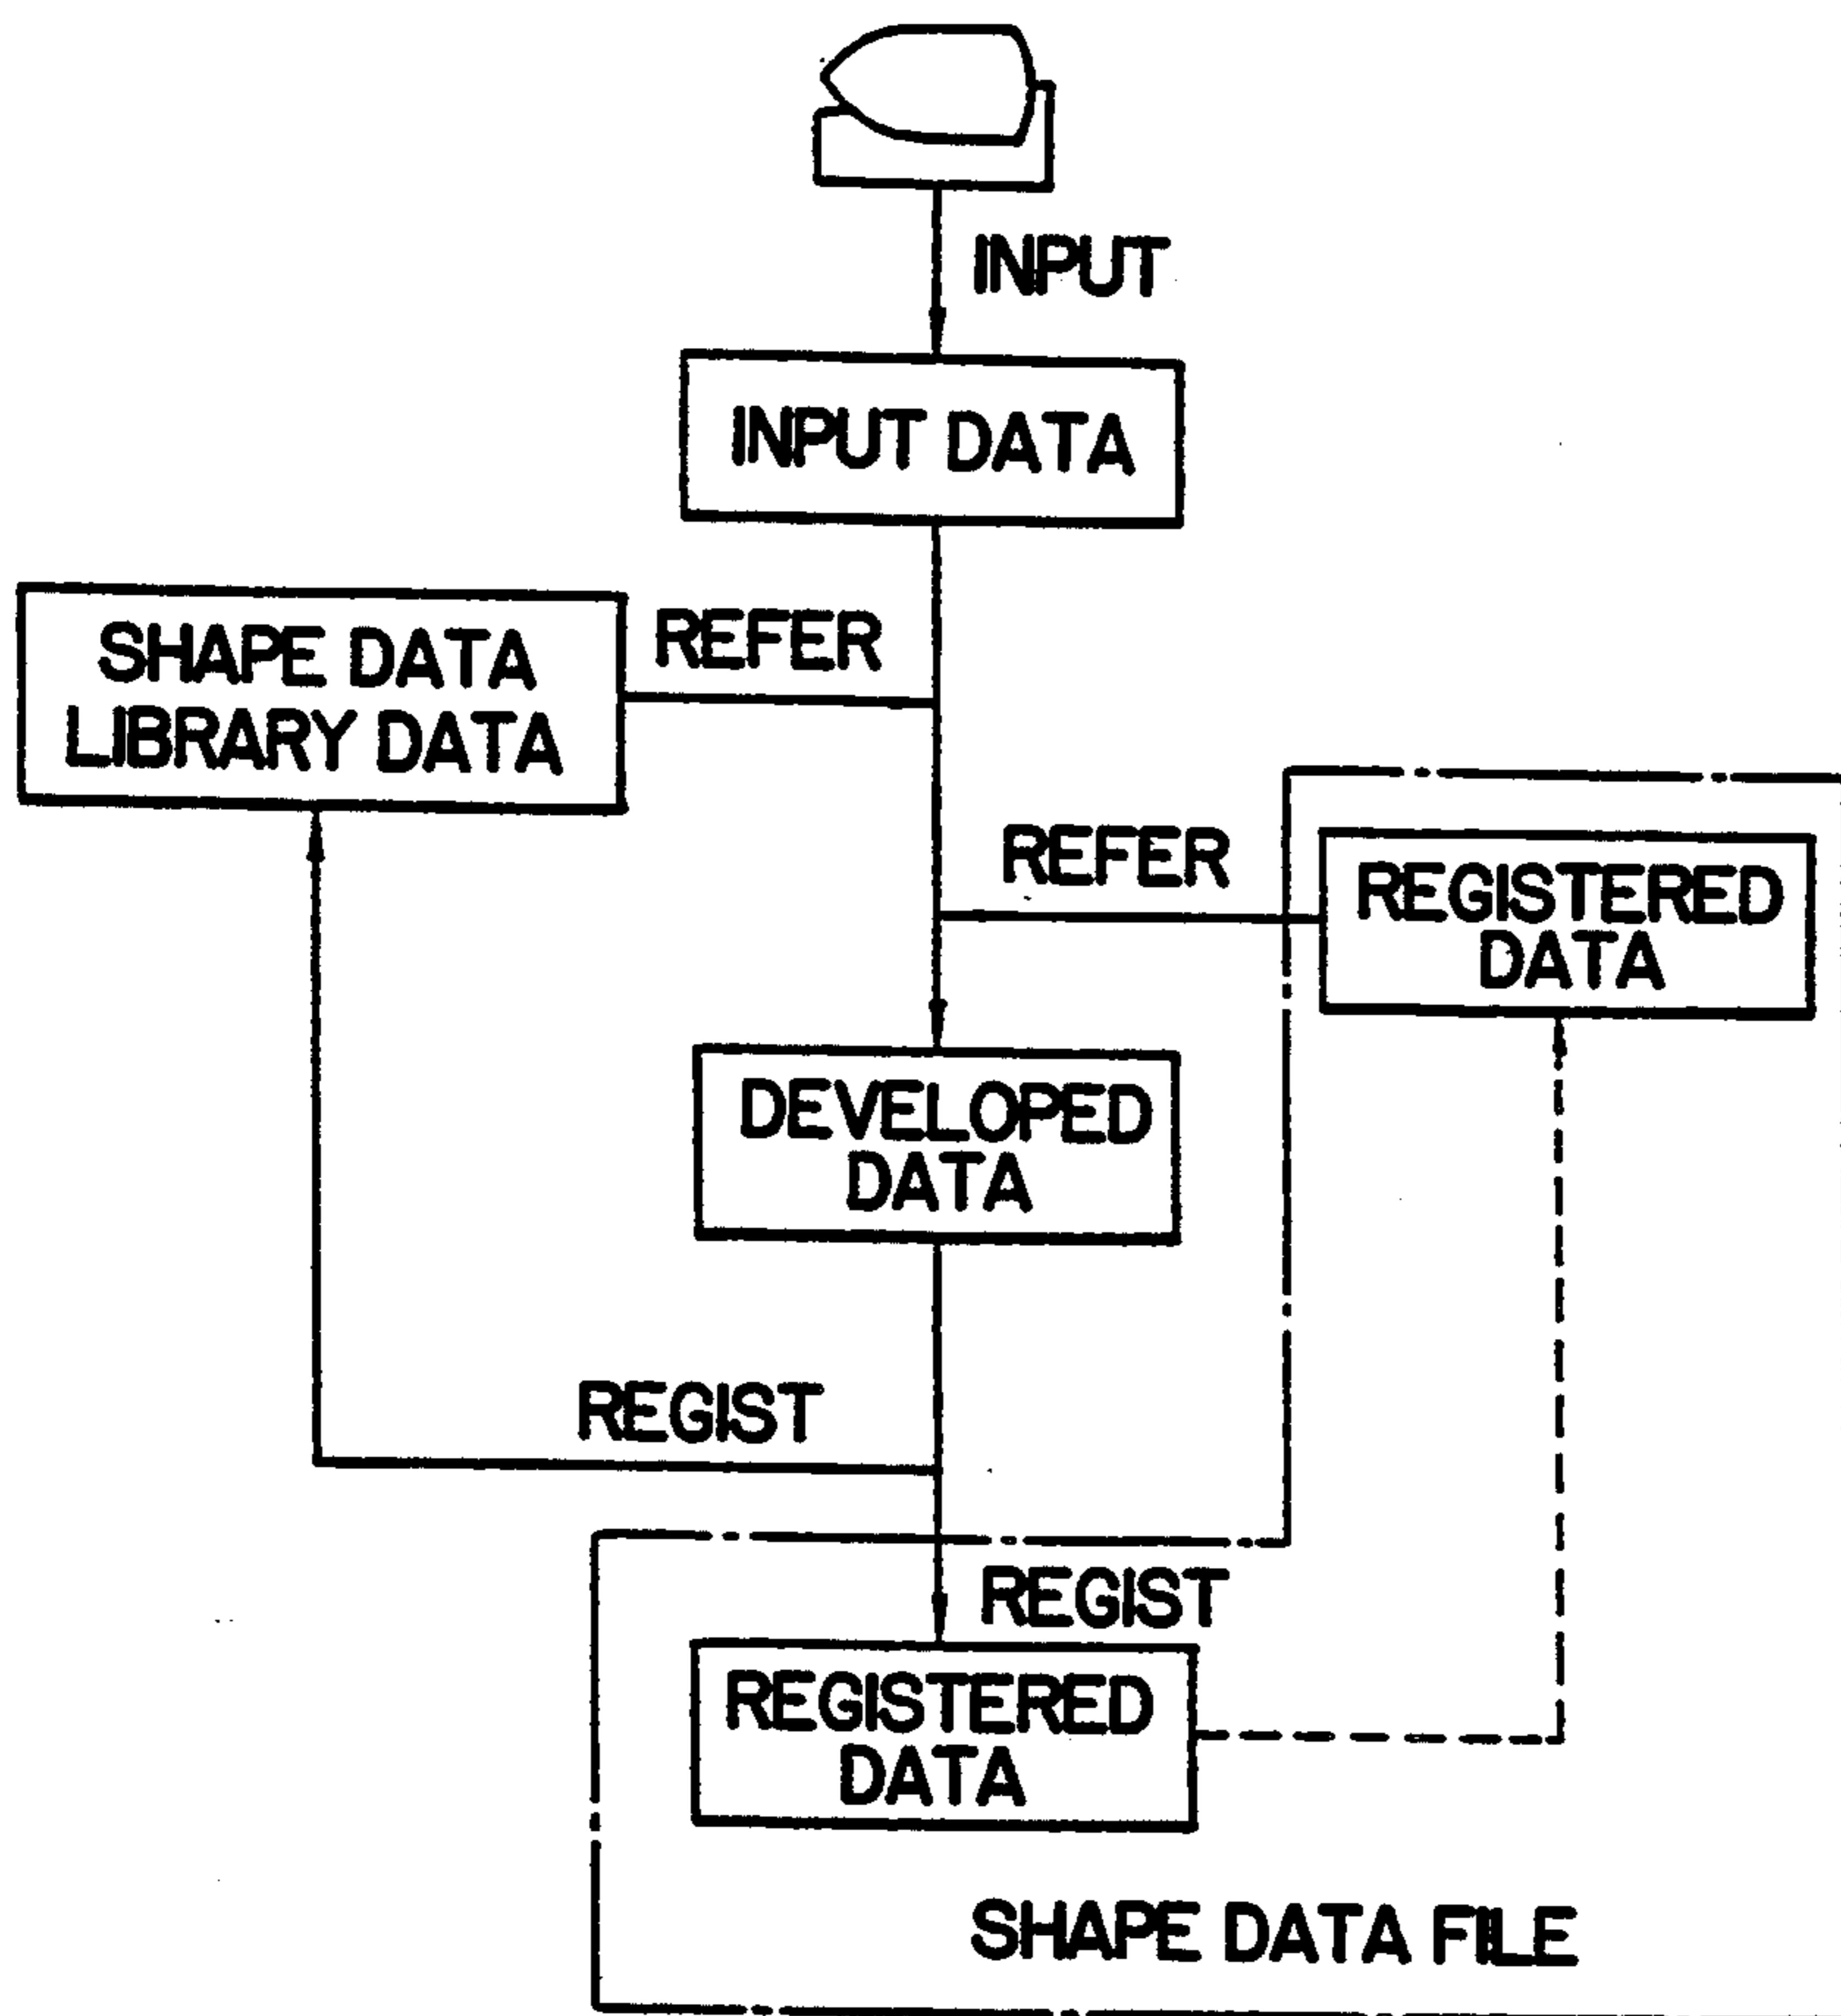 INPUT
INPUT DATA
SHAPE DATA
LIBRARY DATA
REFER
REFER
REGISTERED
DATA
DEVELOPED
DATA
REGIST
REGIST
REGISTERED
DATA
SHAPE DATA FILE